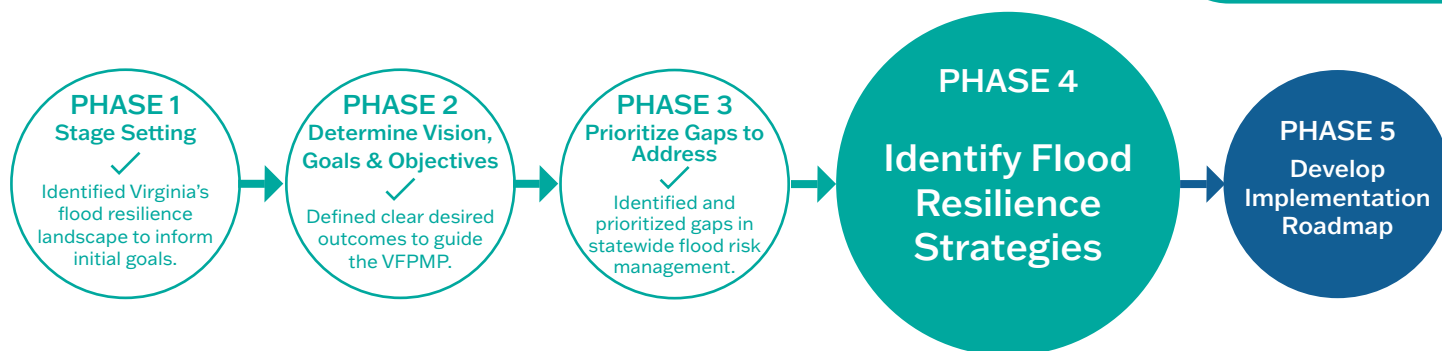 PHASE 1
Stage Setting
Identified Virginia's
flood resilience
landscape to inform
initial goals.
PHASE 2
Determine Vision,
Goals & Objectives
Defined clear desired
outcomes to guide
the VFPMP.
PHASE 3
Prioritize Gaps to
Address
Identified and
prioritized gaps in
statewide flood risk
management.
PHASE 4
Identify Flood
Resilience
Strategies
PHASE 5
Develop
Implementation
Roadmap